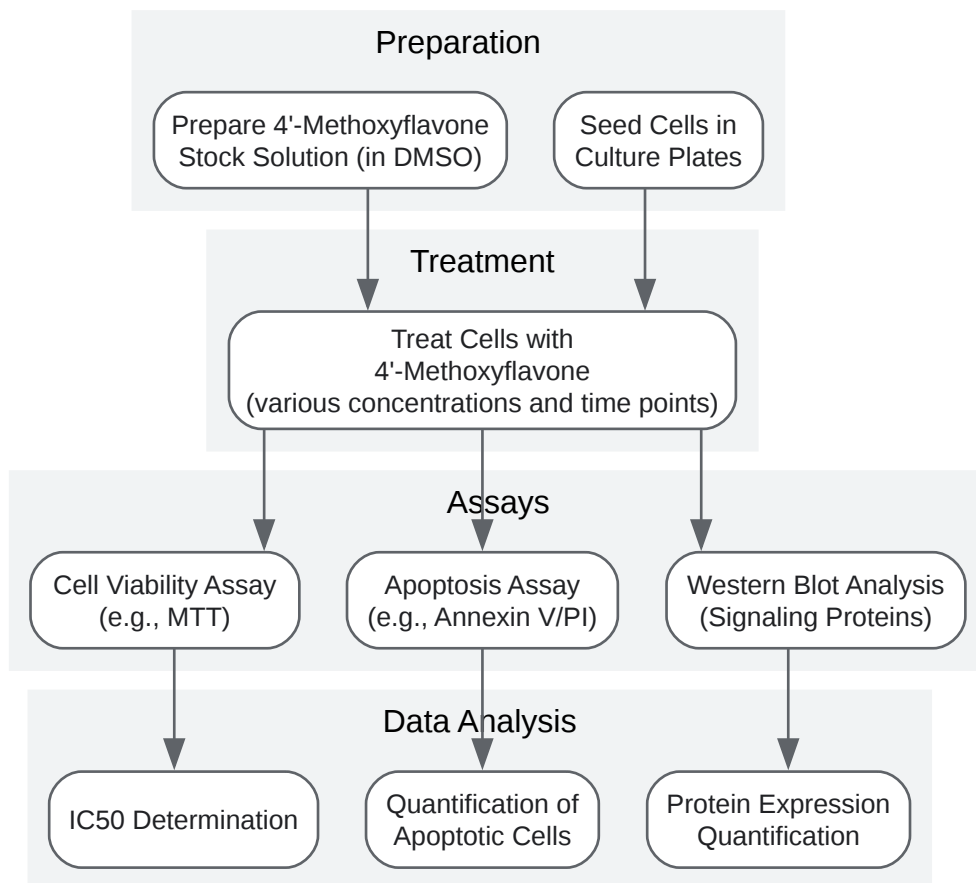 Preparation
Prepare 4'-Methoxyflavone
Stock Solution (in DMSO)
Seed Cells in
Culture Plates
Treatment
Treat Cells with
4'-Methoxyflavone
(various concentrations and time points)
Assays
Cell Viability Assay
(e.g., MTT)
Apoptosis Assay
(e.g., Annexin V/PI)
Western Blot Analysis
(Signaling Proteins)
Data Analysis
IC50 Determination
Quantification of
Apoptotic Cells
Protein Expression
Quantification